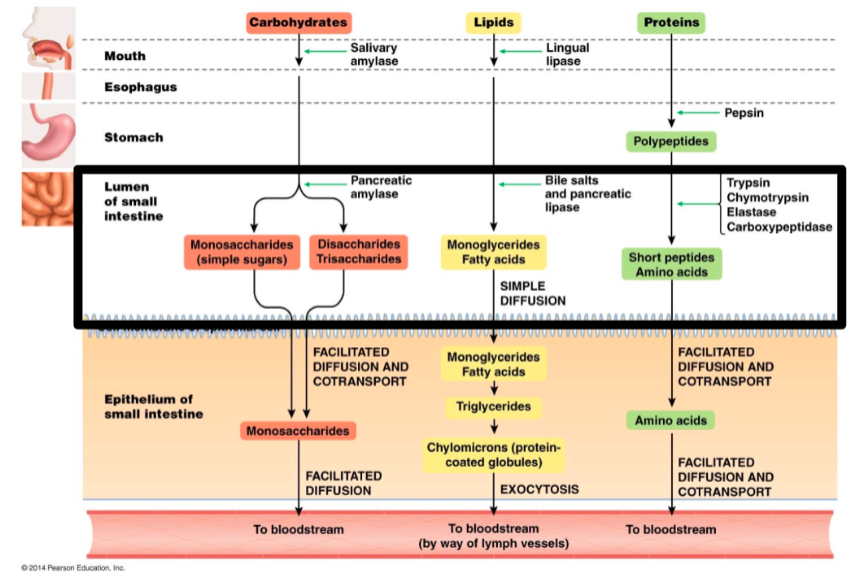 Carbohydrates
Lipids
Proteins
Mouth
Salivary
amylase
Lingual
lipase
Esophagus
Stomach
Pepsin
Polypeptides
Lumen
of small
intestine
Pancreatic
amylase
Bile salts
and pancreatic
lipase
Trypsin
Chymotrypsin
Elastase
Carboxypeptidase
Monosaccharides
(simple sugars)
Disaccharides
Trisaccharides
Monoglycerides
Fatty acids
Short peptides
Amino acids
SIMPLE
DIFFUSION
Epithelium of
small intestine
FACILITATED
DIFFUSION AND
COTRANSPORT
Monoglycerides
Fatty acids
FACILITATED
DIFFUSION AND
COTRANSPORT
Triglycerides
Monosaccharides
Amino acids
Chylomicrons (protein-
coated globules)
FACILITATED
DIFFUSION
EXOCYTOSIS
FACILITATED
DIFFUSION AND
COTRANSPORT
To bloodstream
To bloodstream
(by way of lymph vessels)
To bloodstream
© 2014 Pearson Education, Inc.